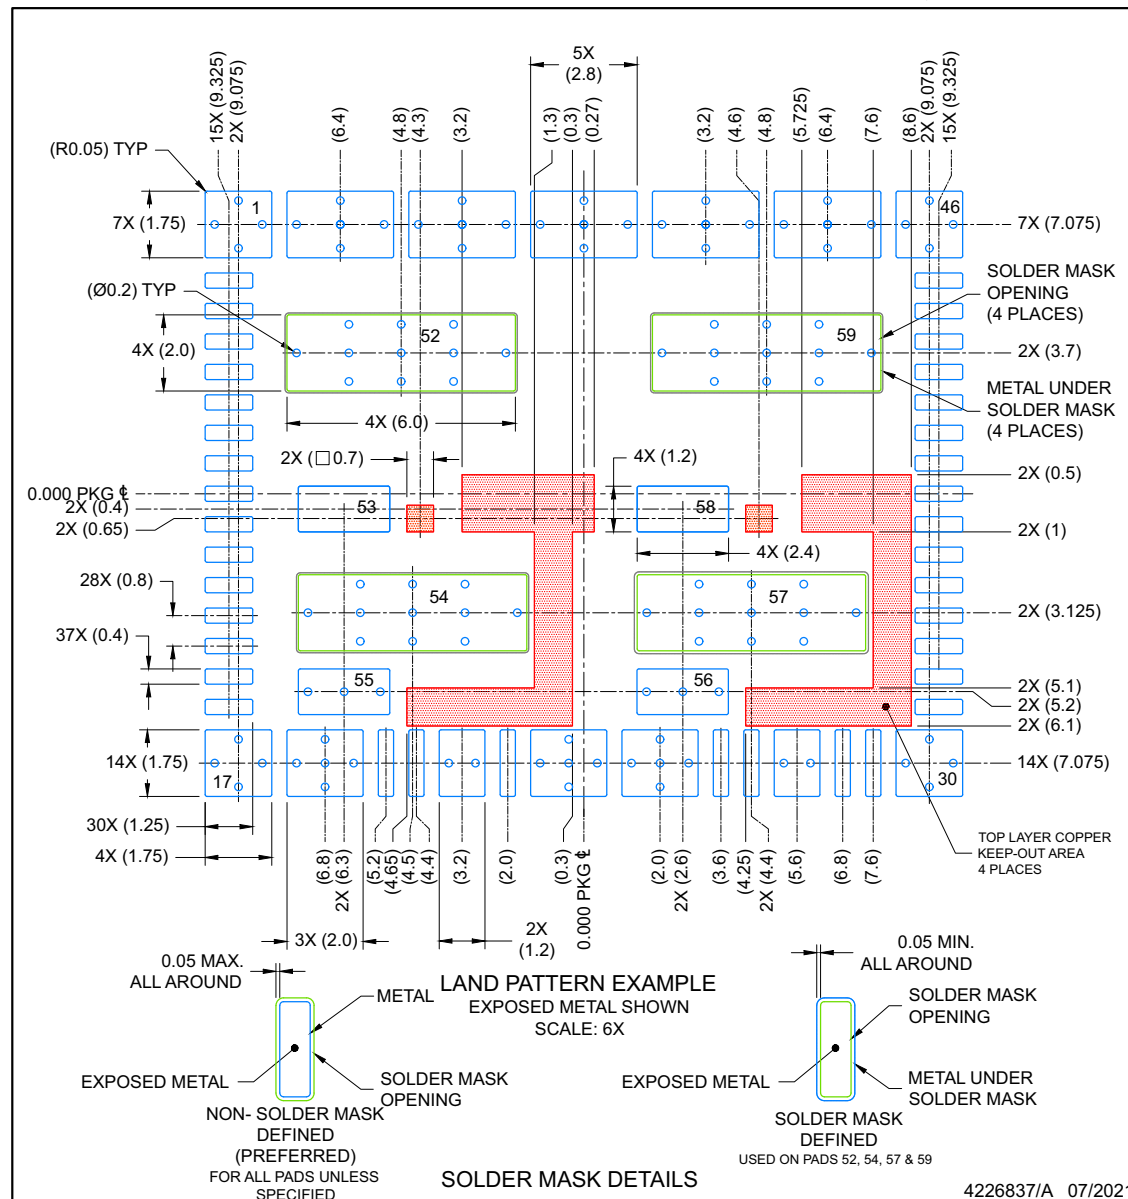 15X (9.325)
2X (9.075)
(6.4)
(4.8)
(4.3)
(3.2)
5X
(2.8)
(1.3)
(0.3)
(0.27)
(3.2)
(4.6)
(4.8)
(5.725)
(6.4)
(7.6)
(8.6)
2X (9.075)
15X (9.325)
(R0.05) TYP
1
46
7X (1.75)
7X (7.075)
(Ø0.2) TYP
SOLDER MASK
OPENING
(4 PLACES)
52
59
4X (2.0)
2X (3.7)
METAL UNDER
SOLDER MASK
(4 PLACES)
4X (6.0)
2X (□0.7)
4X (1.2)
2X (0.5)
0.000 PKG ℄
2X (0.4)
2X (0.65)
53
58
2X (1)
4X (2.4)
28X (0.8)
54
57
2X (3.125)
37X (0.4)
55
56
2X (5.1)
2X (5.2)
2X (6.1)
14X (1.75)
17
30
14X (7.075)
30X (1.25)
4X (1.75)
(6.8)
2X (6.3)
(5.2)
(4.65)
(4.5)
(4.4)
(3.2)
(2.0)
(0.3)
0.000 PKG ℄
(2.0)
2X (2.6)
(3.6)
(4.25)
2X (4.4)
(5.6)
(6.8)
(7.6)
TOP LAYER COPPER
KEEP-OUT AREA
4 PLACES
3X (2.0)
2X
(1.2)
LAND PATTERN EXAMPLE
EXPOSED METAL SHOWN
SCALE: 6X
0.05 MAX.
ALL AROUND
METAL
EXPOSED METAL
SOLDER MASK
OPENING
NON- SOLDER MASK
DEFINED
(PREFERRED)
FOR ALL PADS UNLESS
SPECIFIED
0.05 MIN.
ALL AROUND
SOLDER MASK
OPENING
EXPOSED METAL
METAL UNDER
SOLDER MASK
SOLDER MASK
DEFINED
USED ON PADS 52, 54, 57 & 59
SOLDER MASK DETAILS
4226837/A 07/2021